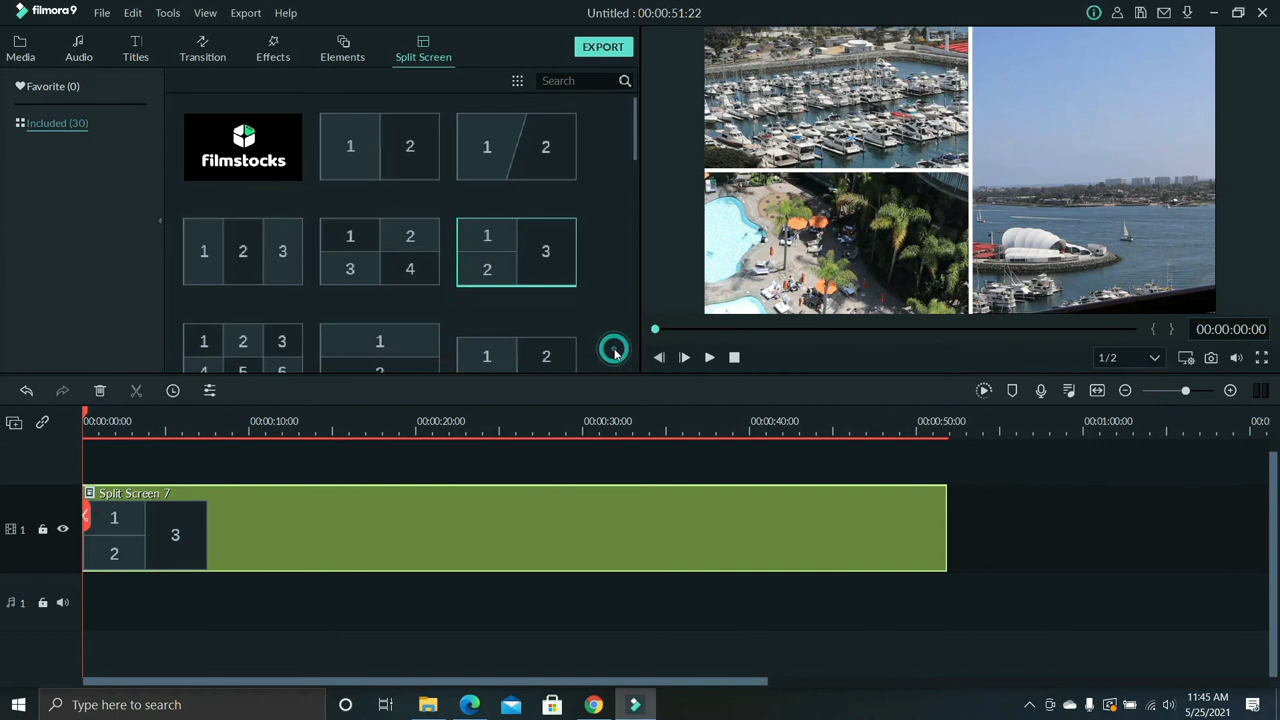 filmora9 File Edit Tools View Export Help Untitled : 00:00:51:22
Media Audio Titles Transition Effects Elements Split Screen EXPORT
Favorite (0) Search
Included (30)
filmstocks 1 2 1 2
1 2 3 1 2 3 4 1 2 3
1 2 3 4 5 6 1 2 1 2
00:00:00:00
1/2
00:00:00:00 00:00:10:00 00:00:20:00 00:00:30:00 00:00:40:00 00:00:50:00 00:01:00:00 00:0
Split Screen 7
1 2 3
1
1
Type here to search
11:45 AM
5/25/2021